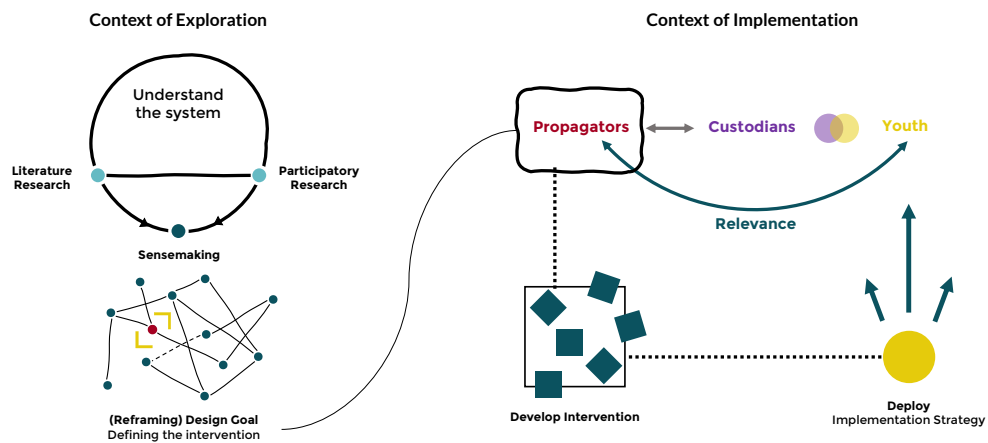 Context of Exploration
Understand
the system
Literature
Research
Participatory
Research
Sensemaking
(Reframing) Design Goal
Defining the intervention
Context of Implementation
Propagators
Custodians
Youth
Relevance
Develop Intervention
Deploy
Implementation Strategy